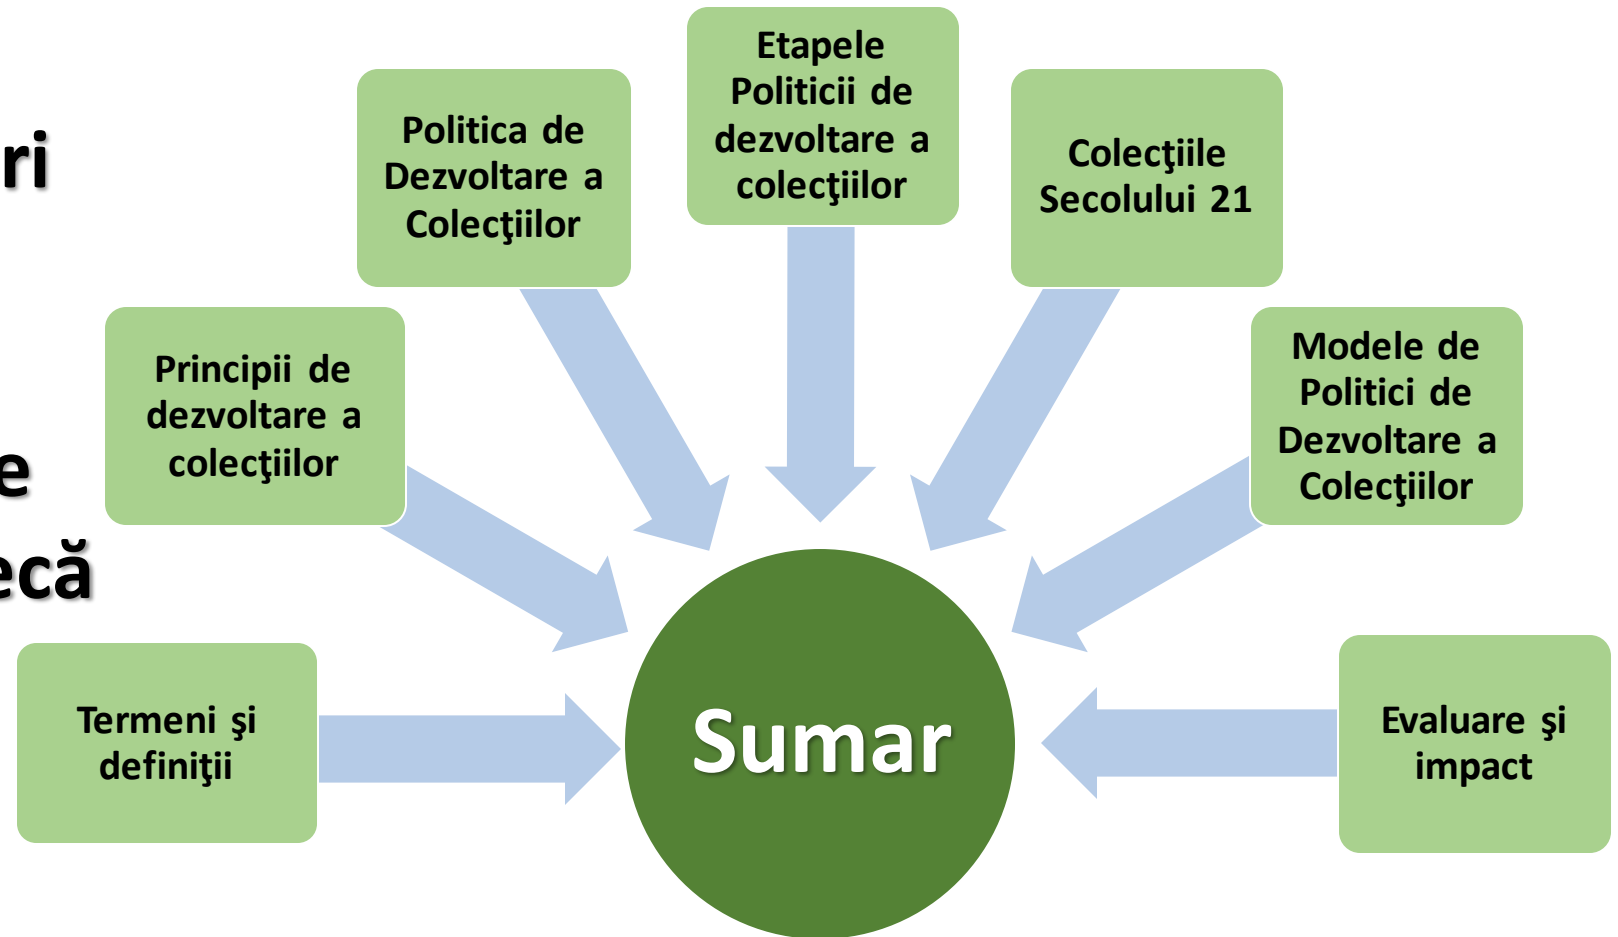 Etapele
Politicii de
dezvoltare a
colecţiilor
Politica de
Dezvoltare a
Colecţiilor
Colecţiile
Secolului 21
Principii de
dezvoltare a
colecţiilor
Modele de
Politici de
Dezvoltare a
Colecţiilor
Termeni şi
definiţii
Sumar
Evaluare şi
impact